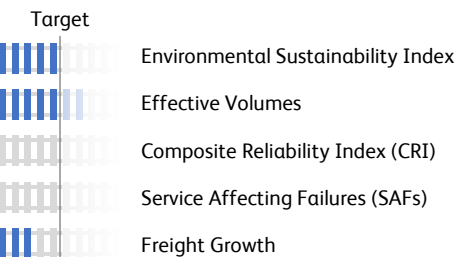 Target
Environmental Sustainability Index
Effective Volumes
Composite Reliability Index (CRI)
Service Affecting Failures (SAFs)
Freight Growth